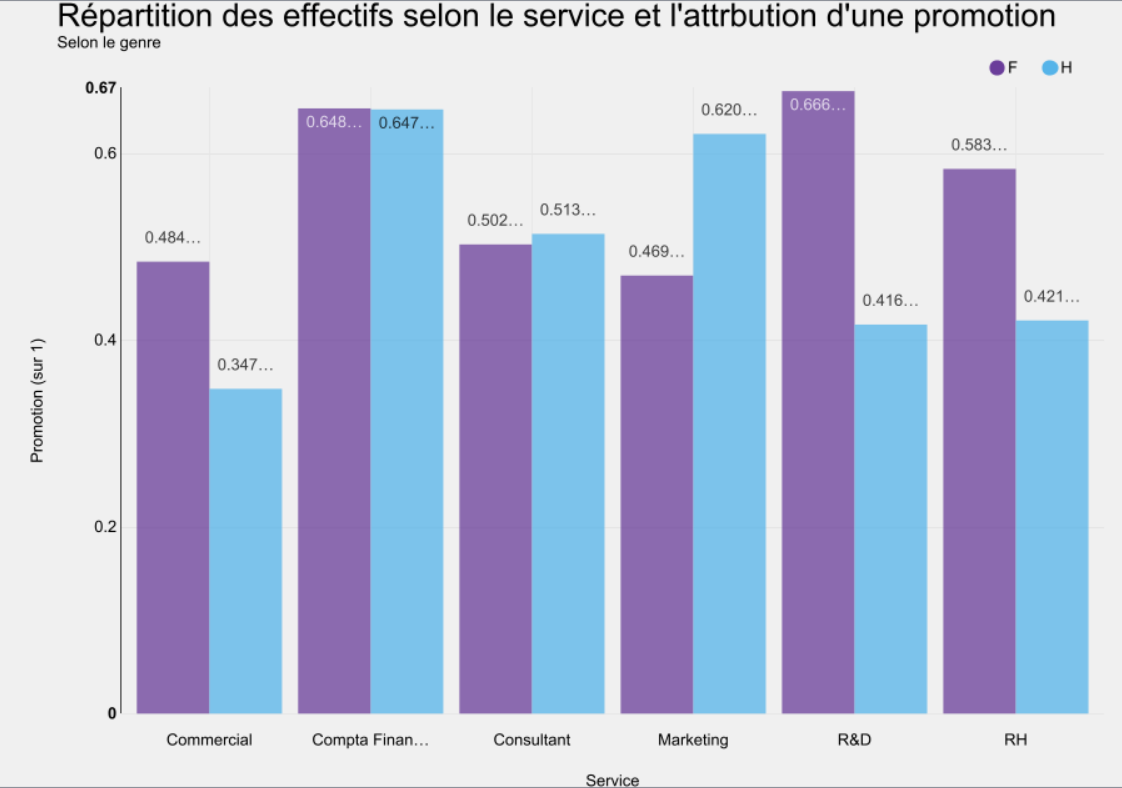 Répartition des effectifs selon le service et l'attrbution d'une promotion
Selon le genre
F H
0.67
0.6
0.4
0.2
0
Promotion (sur 1)
0.484…
0.347…
0.648…
0.647…
0.502…
0.513…
0.469…
0.620…
0.666…
0.416…
0.583…
0.421…
Commercial Compta Finan… Consultant Marketing R&D RH
Service